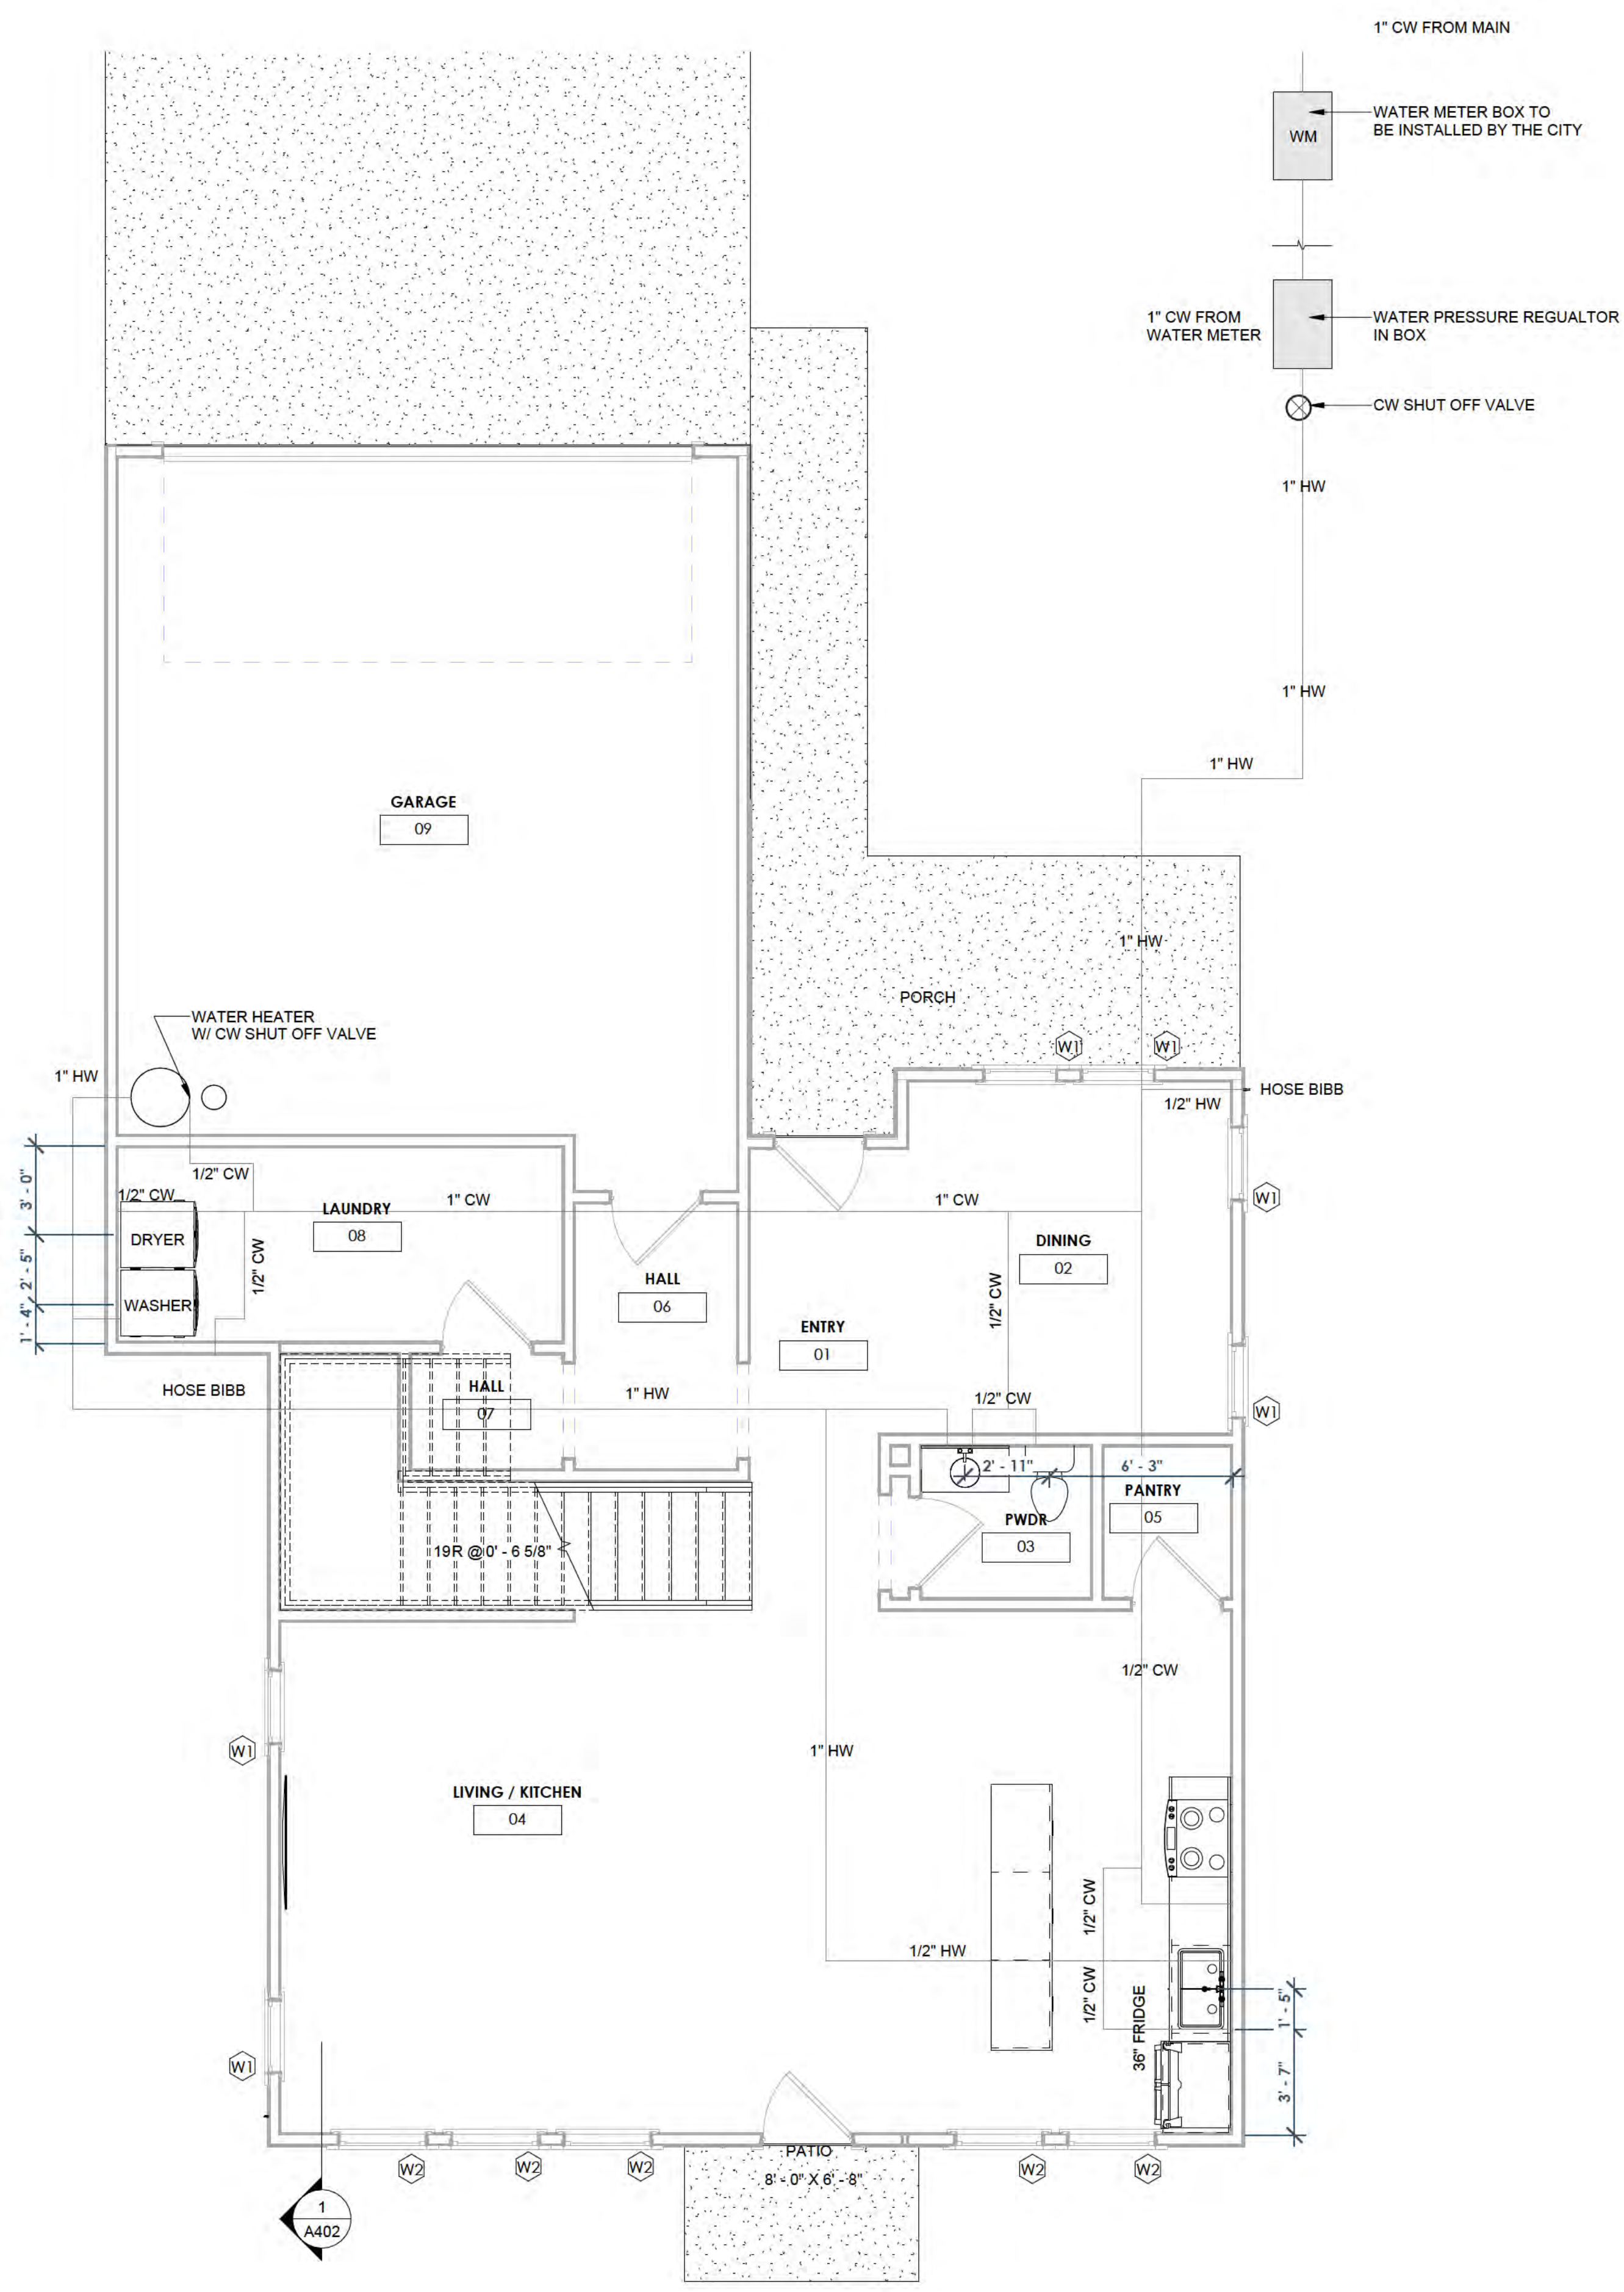 1" CW FROM MAIN
WATER METER BOX TO
BE INSTALLED BY THE CITY
WM
1" CW FROM
WATER METER
WATER PRESSURE REGUALTOR
IN BOX
CW SHUT OFF VALVE
1" HW
1" HW
1" HW
GARAGE
09
1" HW
PORCH
WATER HEATER
W/ CW SHUT OFF VALVE
W1
W1
1" HW
HOSE BIBB
1/2" HW
3' - 0"
1/2" CW
1/2" CW
1" CW
1" CW
W1
LAUNDRY
08
DRYER
2' - 5"
1/2" CW
DINING
02
HALL
06
1/2" CW
WASHER
1' - 4"
ENTRY
01
HOSE BIBB
HALL
07
1" HW
1/2" CW
W1
2' - 11"
6' - 3"
PANTRY
05
PWDR
03
19R @ 0' - 6 5/8"
1/2" CW
W1
1" HW
LIVING / KITCHEN
04
1/2" CW
1/2" HW
1/2" CW
36" FRIDGE
1' - 5"
3' - 7"
W1
PATIO
8' - 0" X 6' - 8"
W2
W2
W2
W2
W2
1
A402